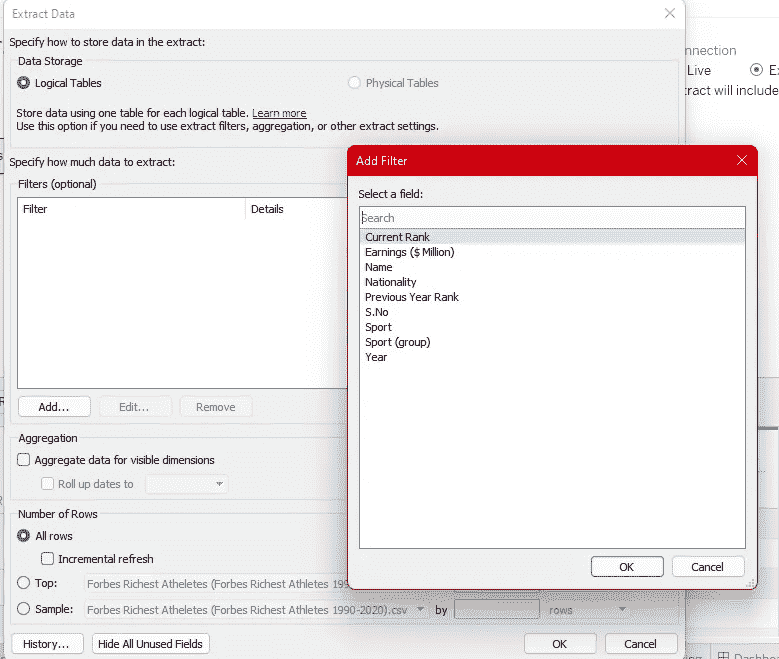 Extract Data
Specify how to store data in the extract:
Data Storage
Logical Tables
Physical Tables
Store data using one table for each logical table. Learn more
Use this option if you need to use extract filters, aggregation, or other extract settings.
Specify how much data to extract:
Filters (optional)
Filter
Details
Add...
Edit...
Remove
Aggregation
Aggregate data for visible dimensions
Roll up dates to
Number of Rows
All rows
Incremental refresh
Top:
Forbes Richest Atheletes (Forbes Richest Athletes 199
Sample:
Forbes Richest Atheletes (Forbes Richest Athletes 1990-2020).csv
by
rows
History...
Hide All Unused Fields
OK
Cancel
Add Filter
Select a field:
Search
Current Rank
Earnings ($ Million)
Name
Nationality
Previous Year Rank
S.No
Sport
Sport (group)
Year
OK
Cancel
nnection
Live
E
tract will include